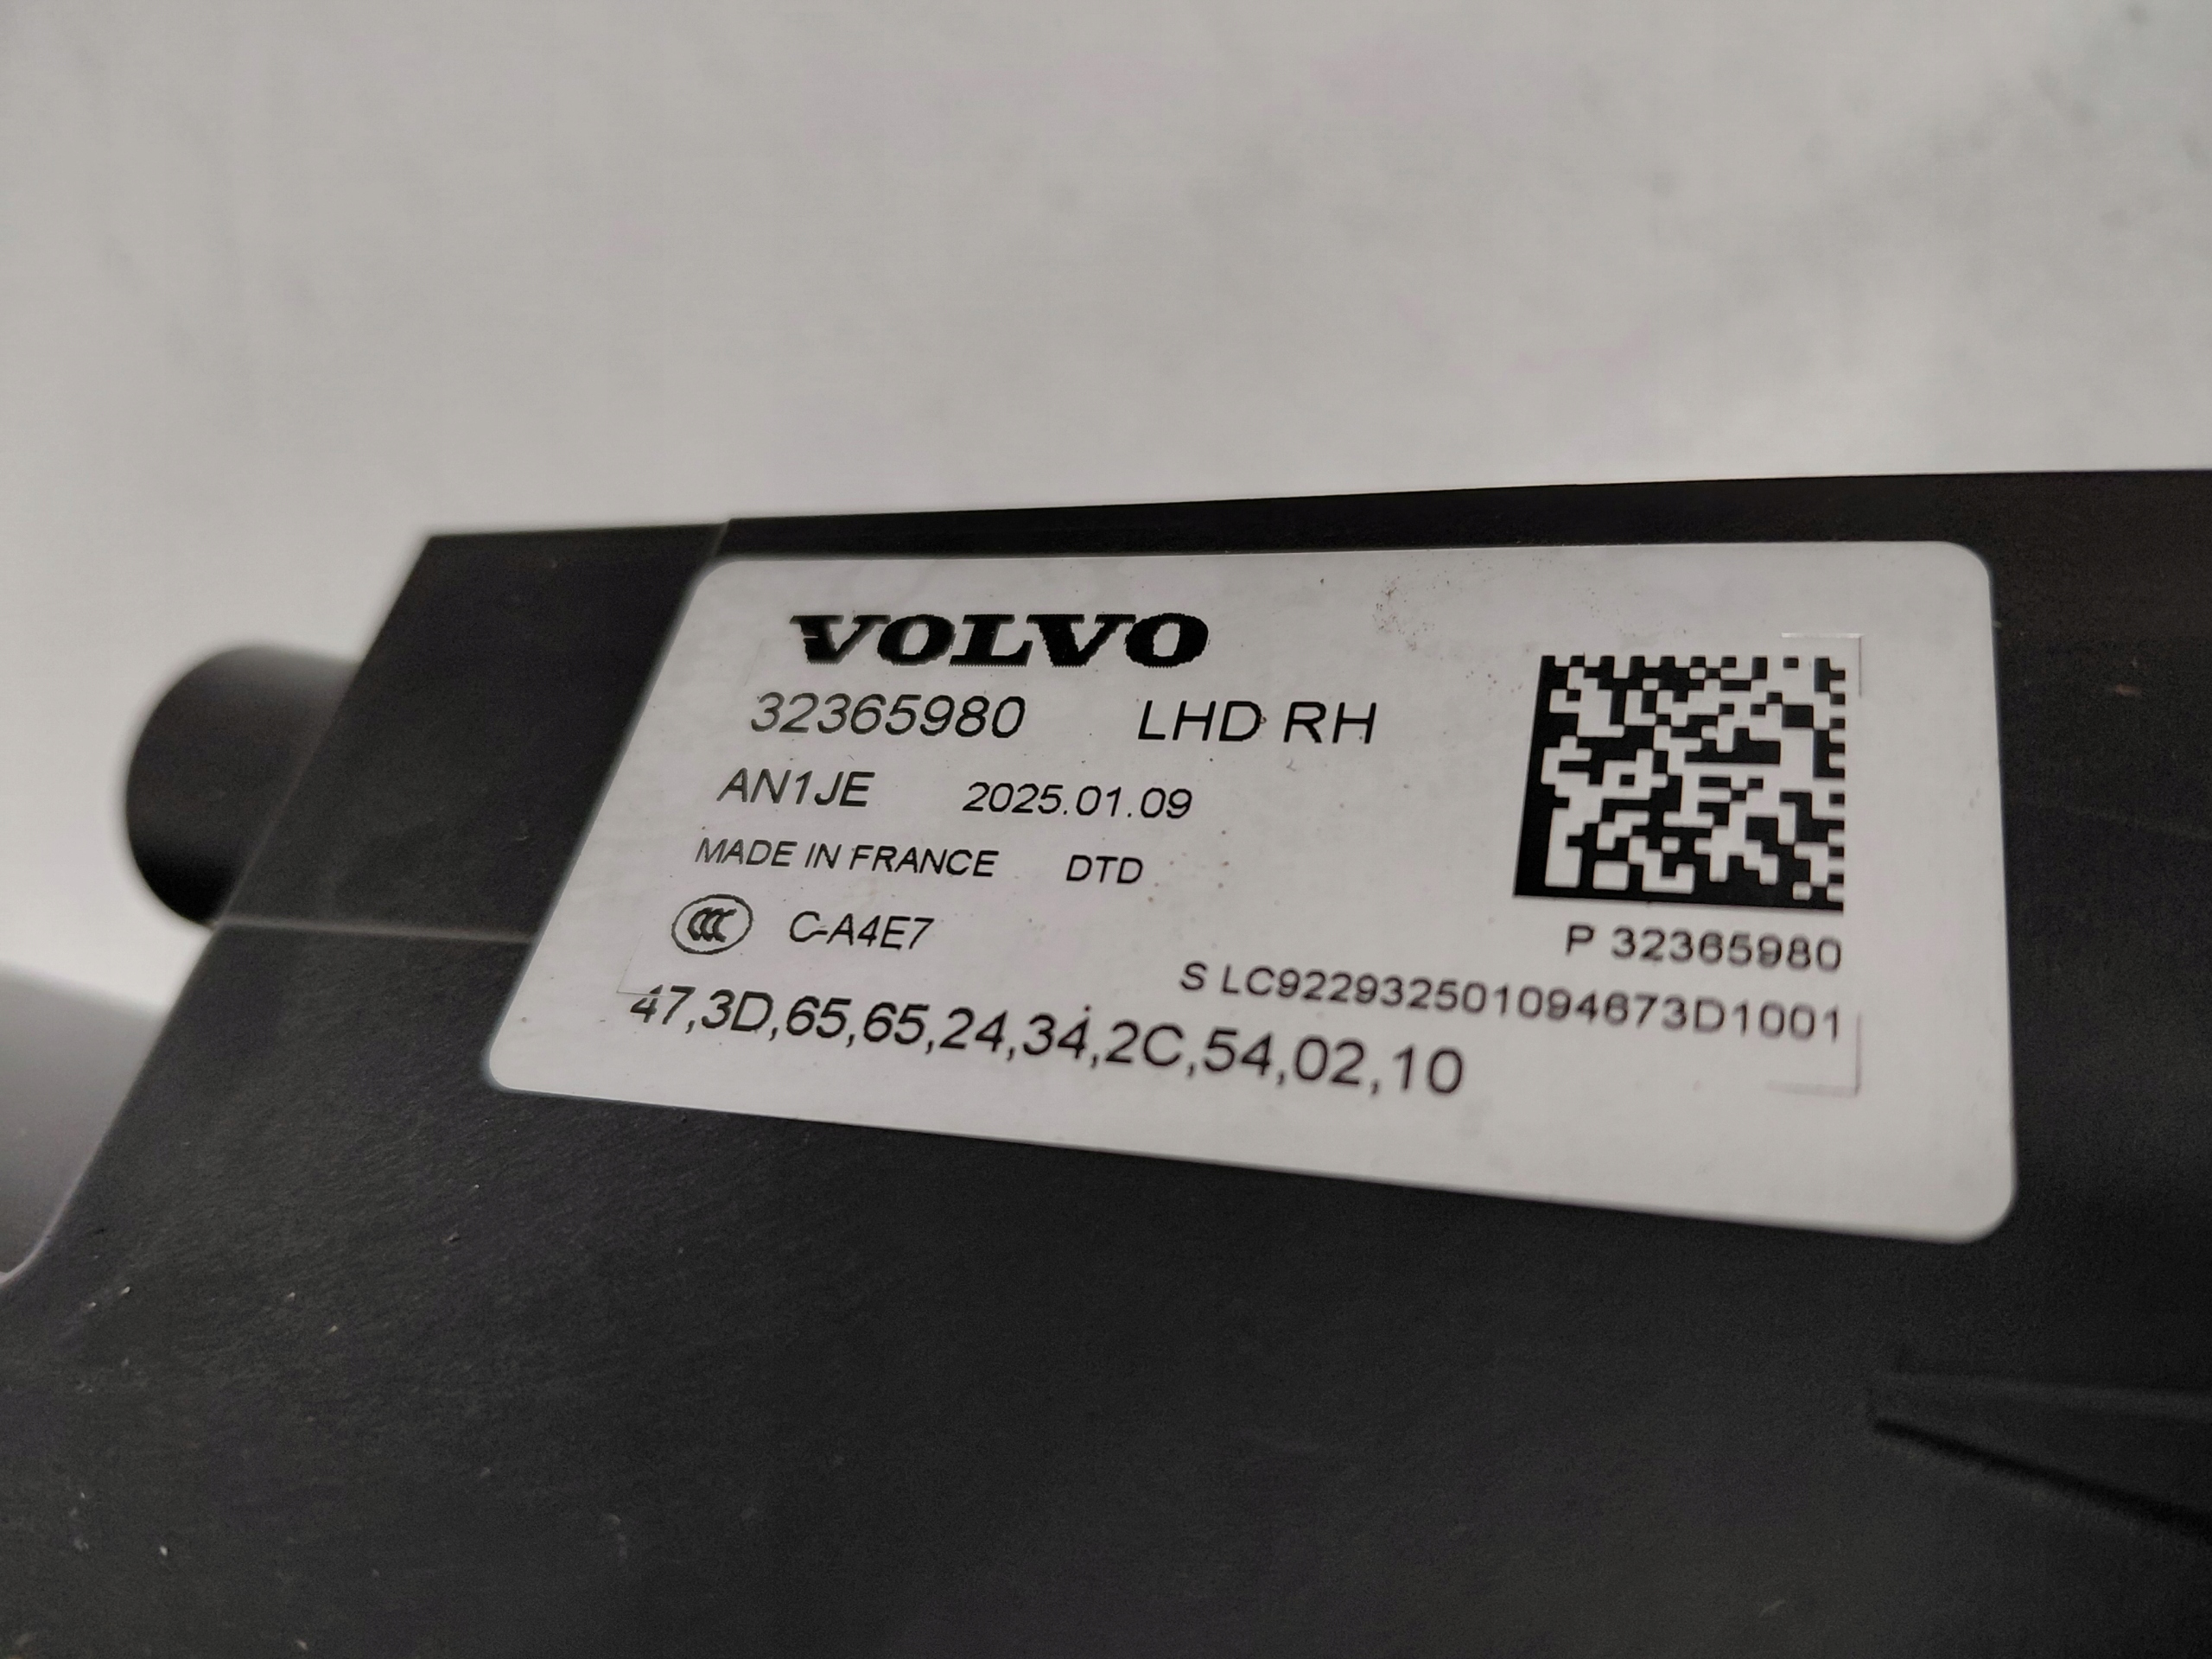 VOLVO
32365980 LHD RH
AN1JE 2025.01.09
MADE IN FRANCE DTD
CCC C-A4E7
P 32365980
S LC922932501094673D1001
47,3D,65,65,24,34,2C,54,02,10